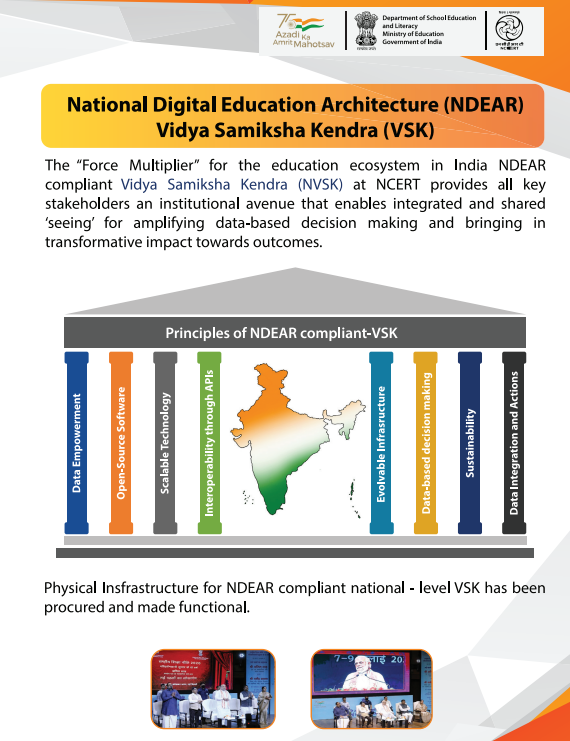 Azadi Ka
Amrit Mahotsav
Department of School Education
and Literacy
Ministry of Education
Government of India
एन सी ई आर टी
NCERT
National Digital Education Architecture (NDEAR)
Vidya Samiksha Kendra (VSK)
The “Force Multiplier” for the education ecosystem in India NDEAR
compliant Vidya Samiksha Kendra (NVSK) at NCERT provides all key
stakeholders an institutional avenue that enables integrated and shared
‘seeing’ for amplifying data-based decision making and bringing in
transformative impact towards outcomes.
Principles of NDEAR compliant-VSK
Data Empowerment
Open-Source Software
Scalable Technology
Interoperability through APIs
Evolvable Infrasructure
Data-based decision making
Sustainability
Data Integration and Actions
Physical Insfrastructure for NDEAR compliant national - level VSK has been
procured and made functional.
राष्ट्रीय शिक्षा नीति 2020